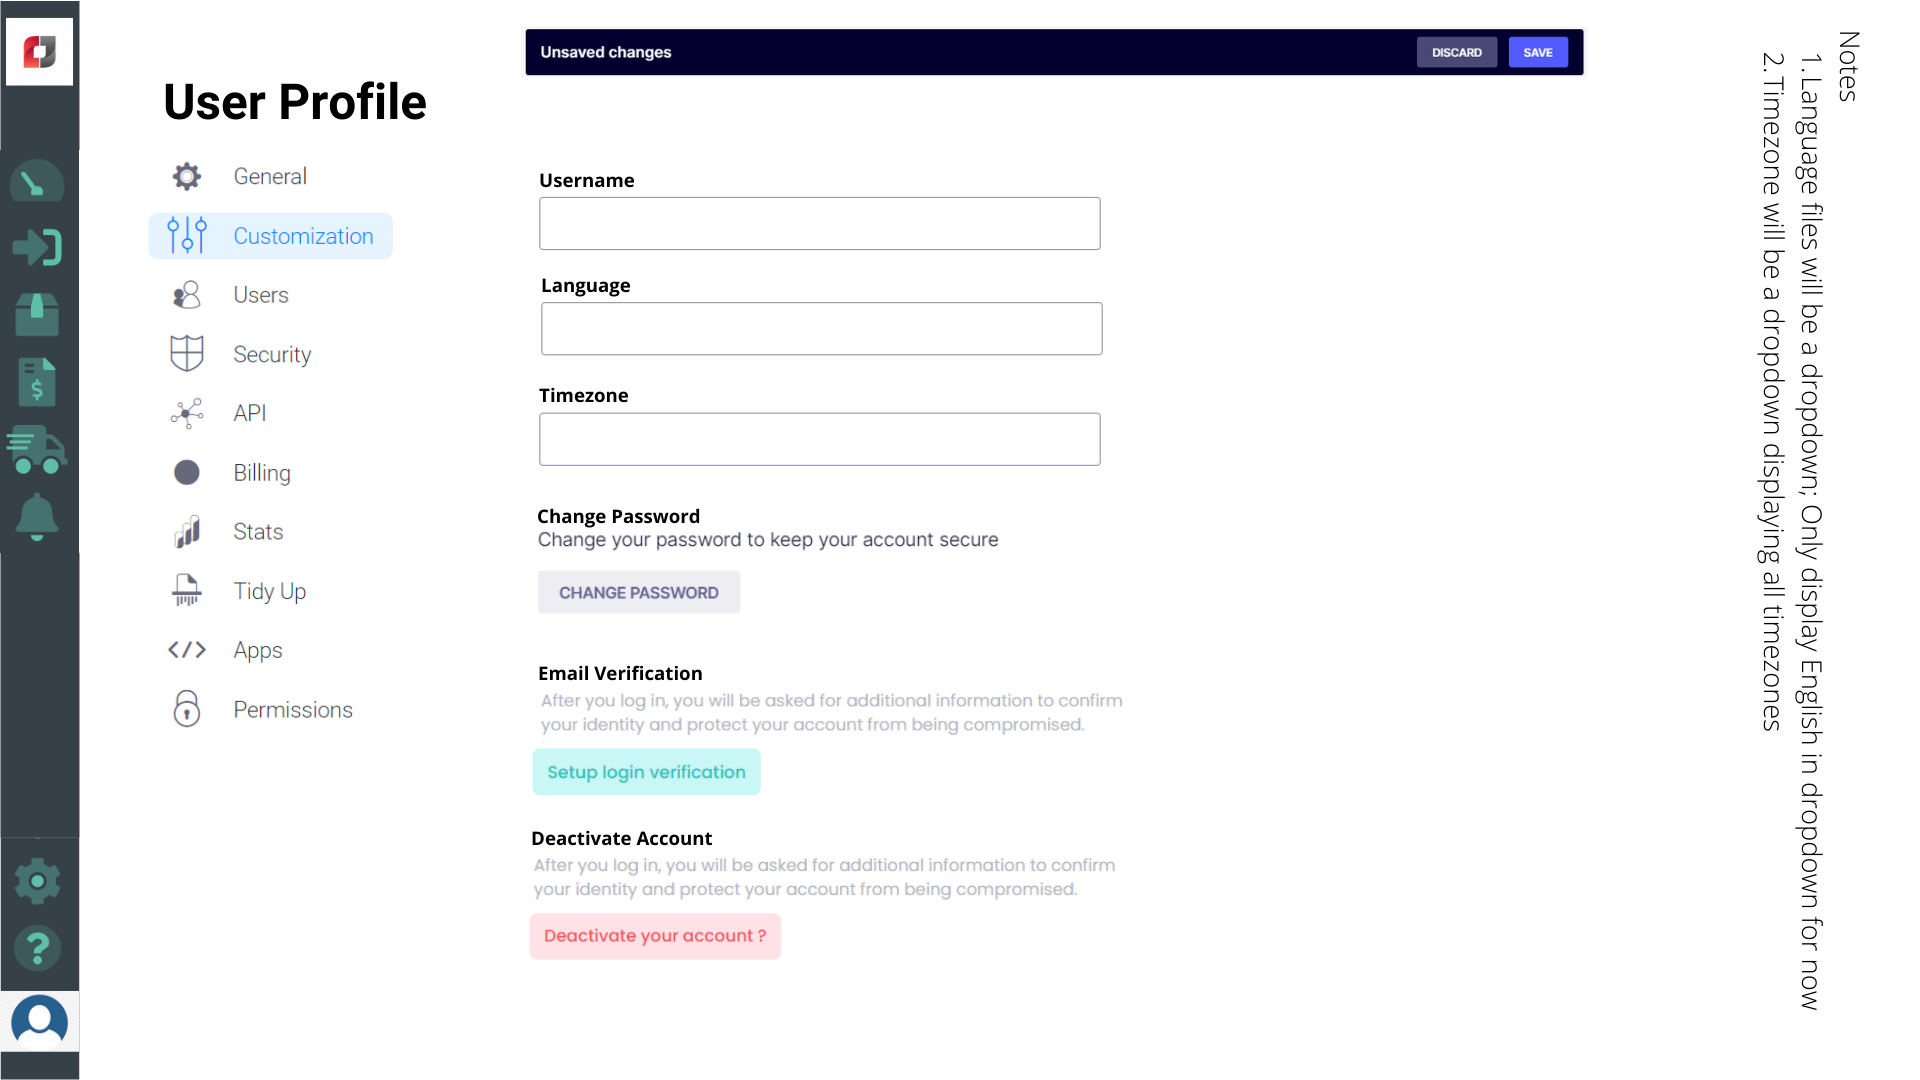 Unsaved changes
DISCARD
SAVE
User Profile
General
Customization
Users
Security
API
Billing
Stats
Tidy Up
Apps
Permissions
Username
Language
Timezone
Change Password
Change your password to keep your account secure
CHANGE PASSWORD
Email Verification
After you log in, you will be asked for additional information to confirm
your identity and protect your account from being compromised.
Setup login verification
Deactivate Account
After you log in, you will be asked for additional information to confirm
your identity and protect your account from being compromised.
Deactivate your account ?
Notes
1. Language files will be a dropdown; Only display English in dropdown for now
2. Timezone will be a dropdown displaying all timezones